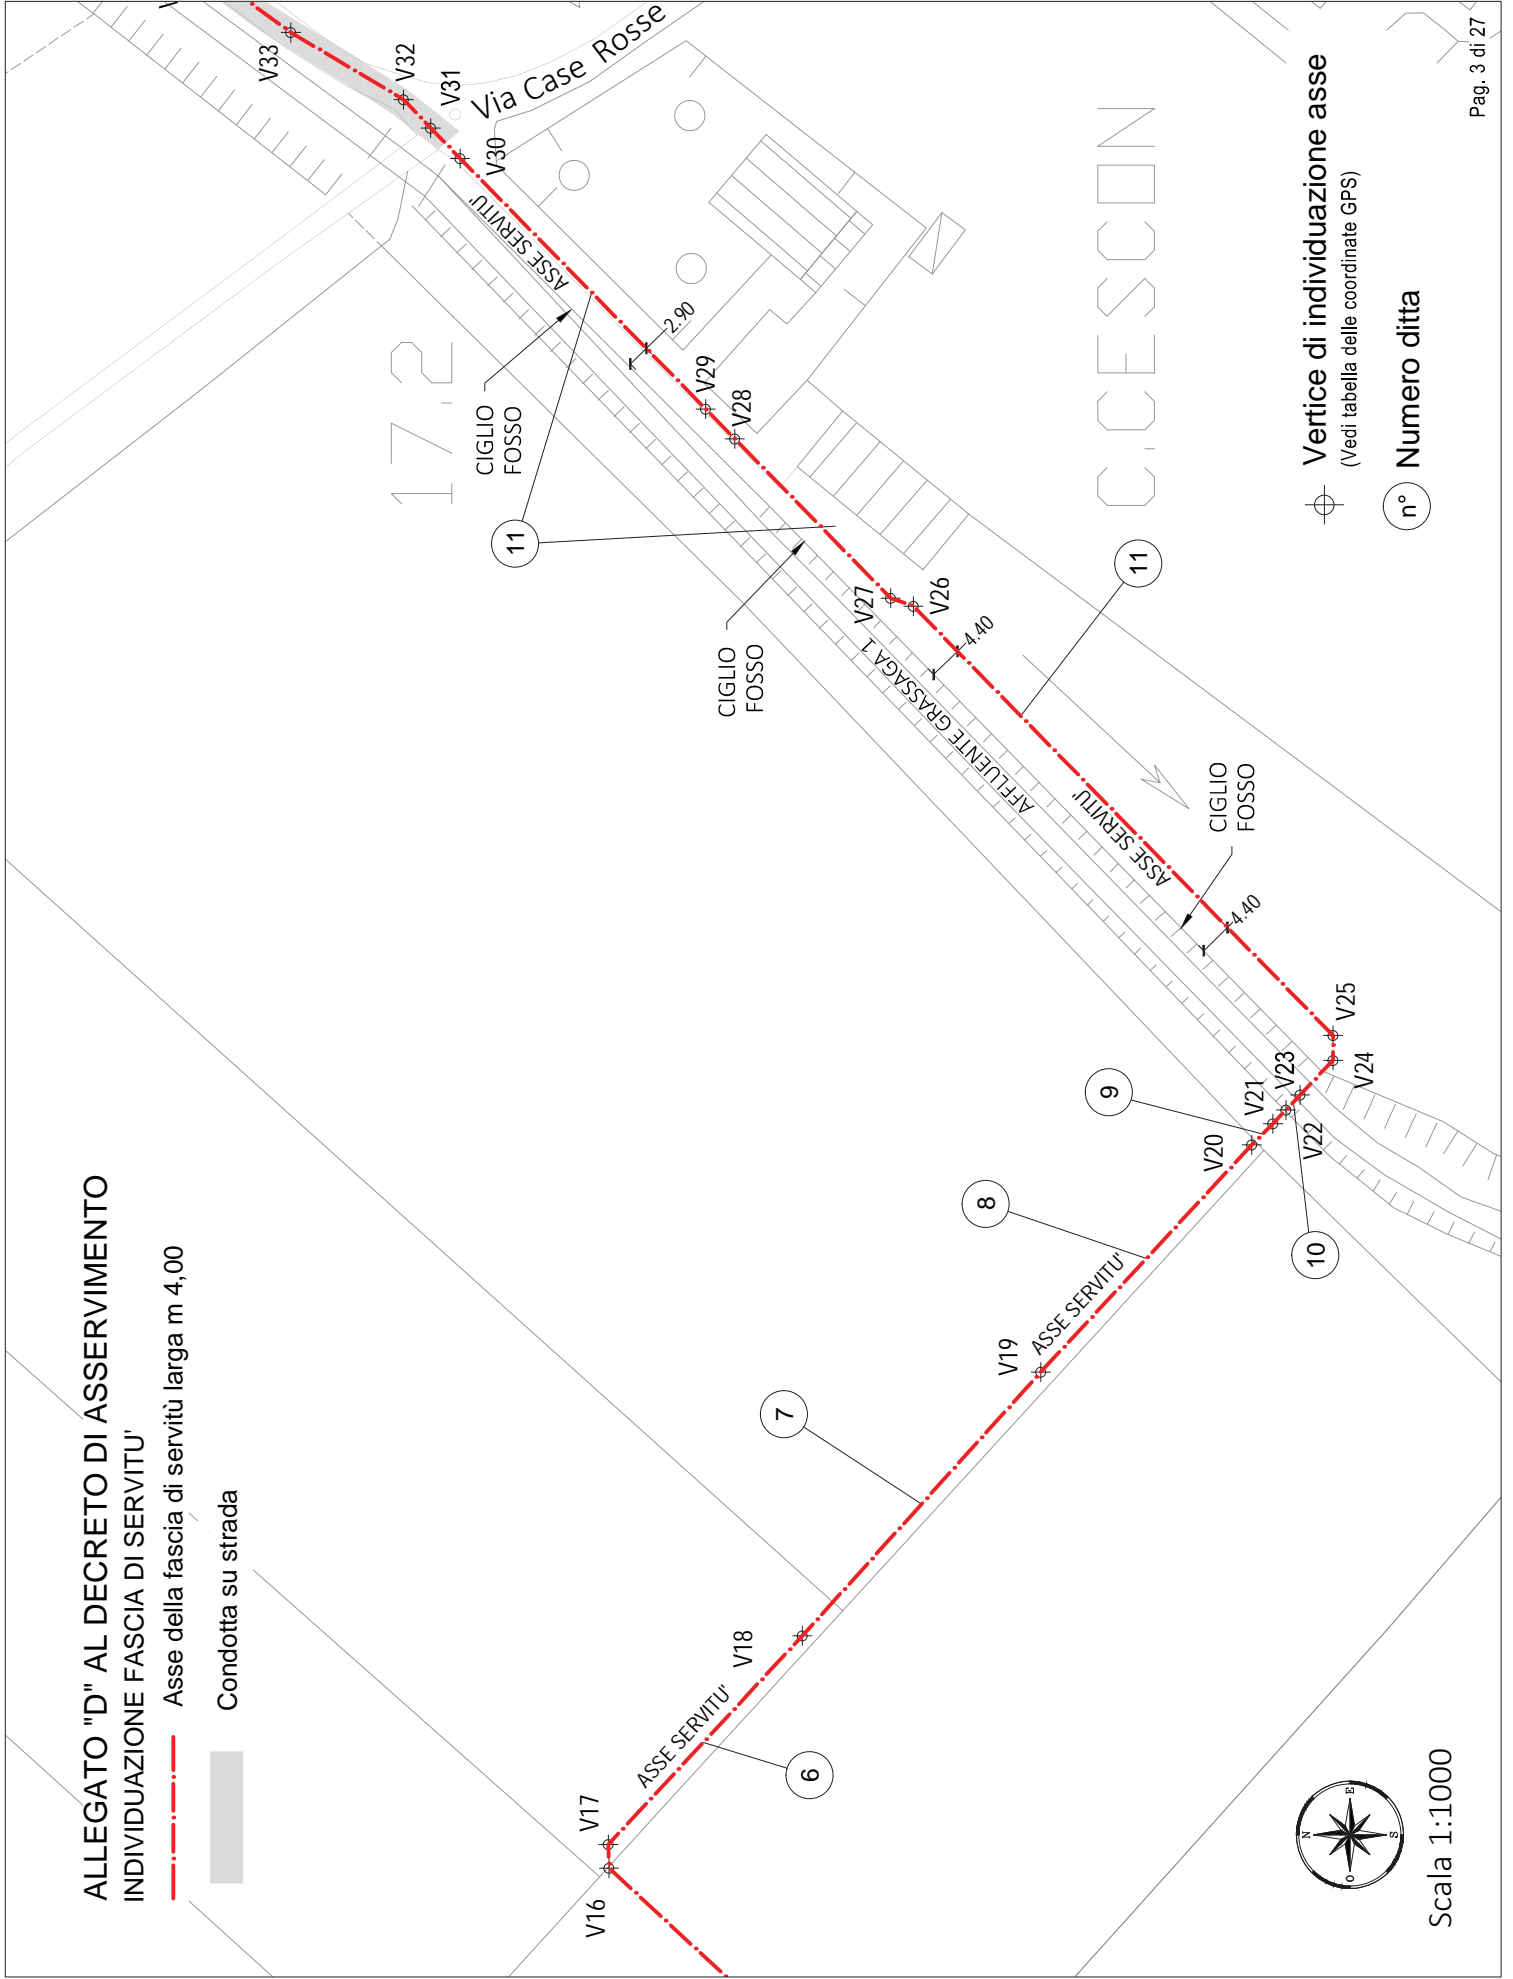 ALLEGATO "D" AL DECRETO DI ASSERVIMENTO
INDIVIDUAZIONE FASCIA DI SERVITU'
Asse della fascia di servitù larga m 4,00
Condotta su strada
V16
V17
ASSE SERVITU'
6
V18
7
V19
ASSE SERVITU'
8
V20
9
V21
V22
V23
10
V24
V25
4.40
CIGLIO
FOSSO
ASSE SERVITU'
11
AFFLUENTE GRASSAGA 1
4.40
V26
V27
CIGLIO
FOSSO
11
V28
V29
2.90
CIGLIO
FOSSO
17.2
ASSE SERVITU'
V30
V31
V32
V33
Via Case Rosse
C.CESCON
Vertice di individuazione asse
(Vedi tabella delle coordinate GPS)
n° Numero ditta
N
E
S
O
Scala 1:1000
Pag. 3 di 27